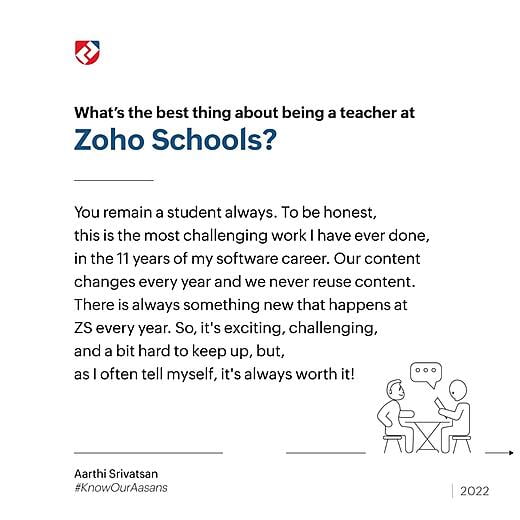 What's the best thing about being a teacher at
Zoho Schools?
You remain a student always. To be honest,
this is the most challenging work I have ever done,
in the 11 years of my software career. Our content
changes every year and we never reuse content.
There is always something new that happens at
ZS every year. So, it's exciting, challenging,
and a bit hard to keep up, but,
as I often tell myself, it's always worth it!
Aarthi Srivatsan
#KnowOurAasans
2022